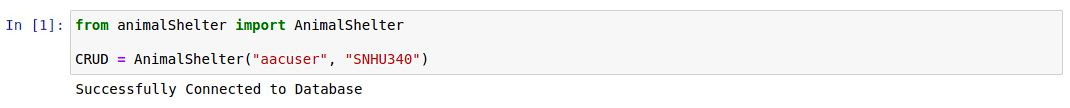 In [1]: from animalShelter import AnimalShelter
CRUD = AnimalShelter("aacuser", "SNHU340")
Successfully Connected to Database